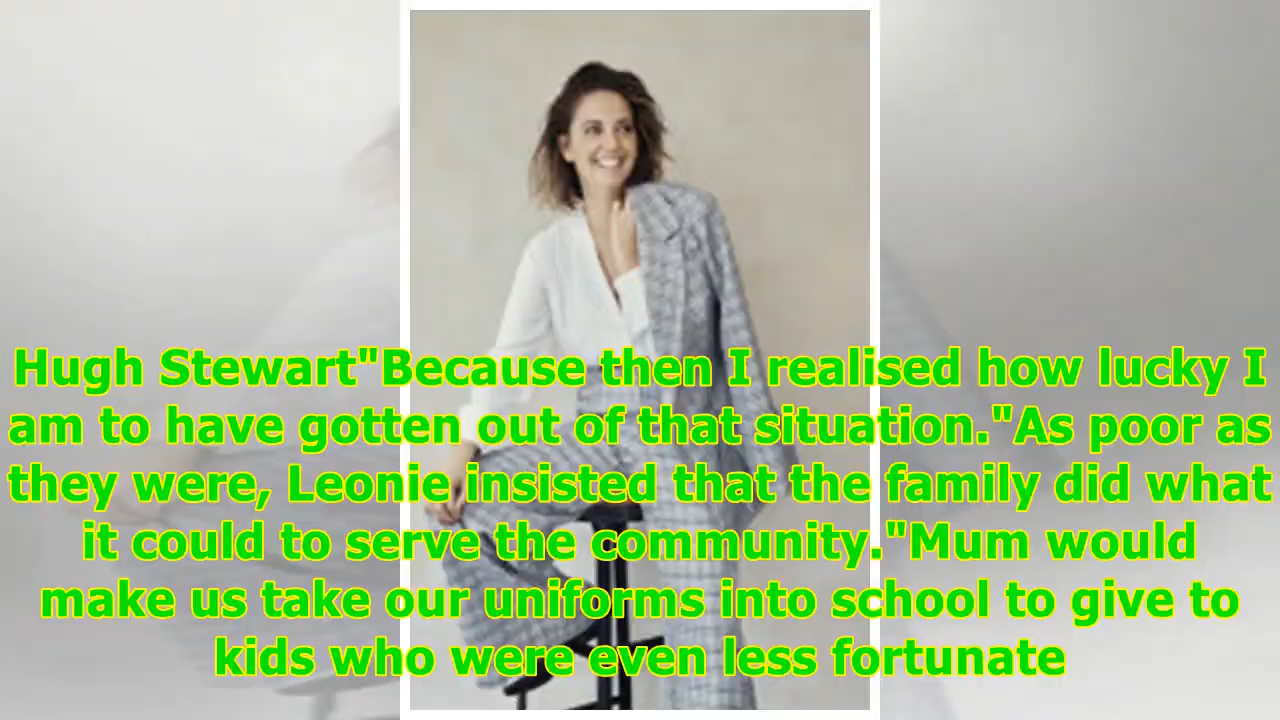 Hugh Stewart"Because then I realised how lucky I
am to have gotten out of that situation."As poor as
they were, Leonie insisted that the family did what
it could to serve the community."Mum would
make us take our uniforms into school to give to
kids who were even less fortunate